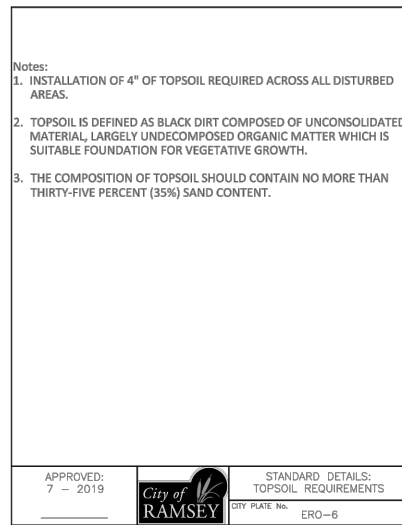 Notes:
1. INSTALLATION OF 4" OF TOPSOIL REQUIRED ACROSS ALL DISTURBED
AREAS.
2. TOPSOIL IS DEFINED AS BLACK DIRT COMPOSED OF UNCONSOLIDATED
MATERIAL, LARGELY UNDECOMPOSED ORGANIC MATTER WHICH IS
SUITABLE FOUNDATION FOR VEGETATIVE GROWTH.
3. THE COMPOSITION OF TOPSOIL SHOULD CONTAIN NO MORE THAN
THIRTY-FIVE PERCENT (35%) SAND CONTENT.
APPROVED:
7 - 2019
City of
RAMSEY
STANDARD DETAILS:
TOPSOIL REQUIREMENTS
CITY PLATE No.
ERO-6